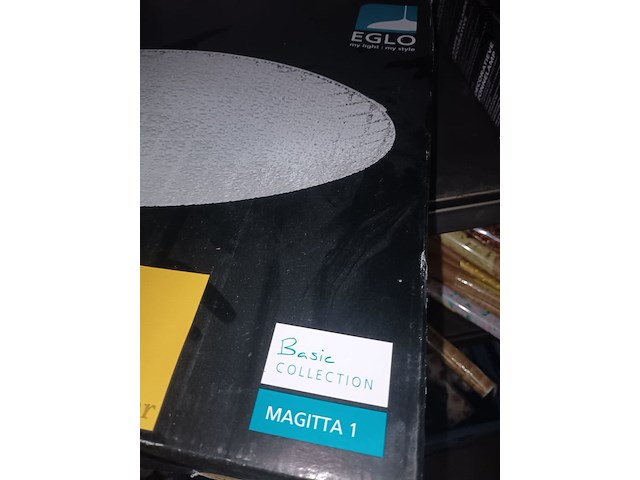 EGLO
my light | my style
Basic
COLLECTION
MAGITTA 1
r